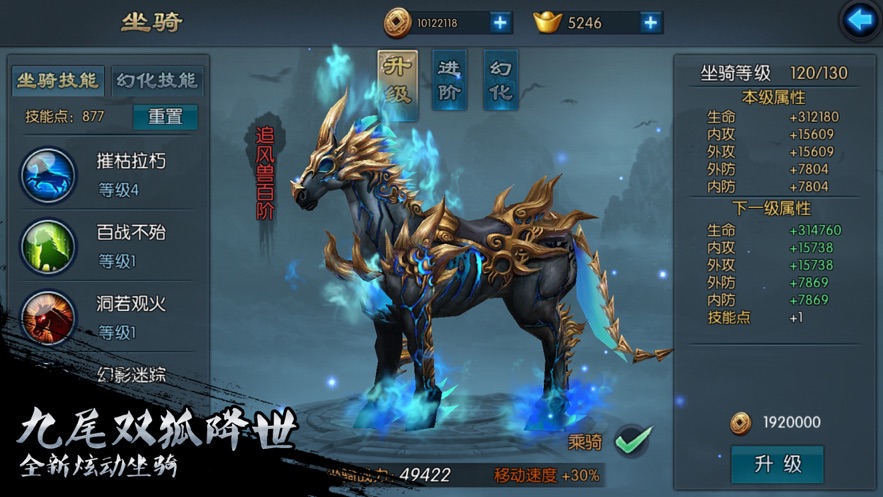 坐骑
10122118
5246
坐骑技能
幻化技能
技能点：877
重置
摧枯拉朽
等级4
百战不殆
等级1
洞若观火
等级1
幻影迷踪
升级
进阶
幻化
追风兽百阶
坐骑等级 120/130
本级属性
生命 +312180
内攻 +15609
外攻 +15609
外防 +7804
内防 +7804
下一级属性
生命 +314760
内攻 +15738
外攻 +15738
外防 +7869
内防 +7869
技能点 +1
1920000
升级
乘骑
49422
移动速度 +30%
九尾双狐降世
全新炫动坐骑